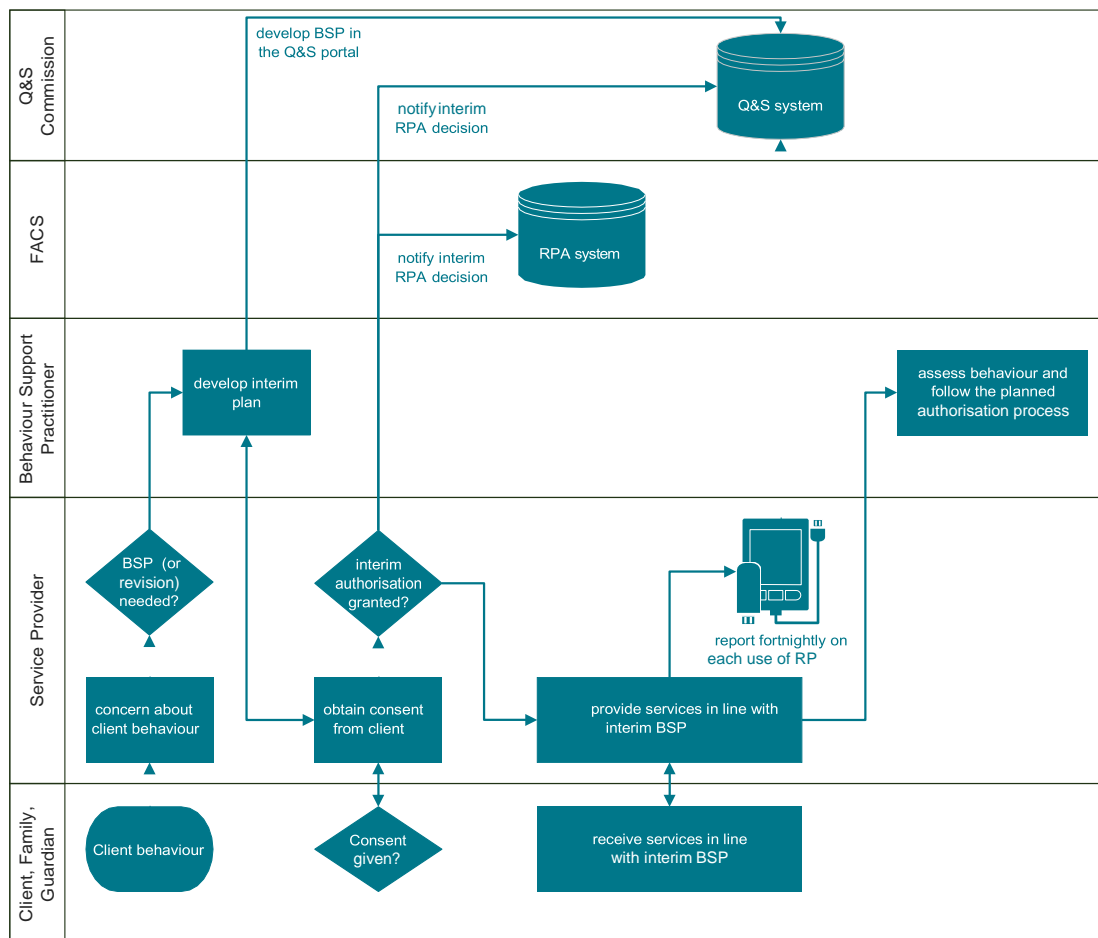 Q&S
Commission
develop BSP in
the Q&S portal
Q&S system
notify interim
RPA decision
FACS
RPA system
notify interim
RPA decision
Behaviour Support
Practitioner
develop interim
plan
assess behaviour and
follow the planned
authorisation process
Service Provider
BSP (or
revision)
needed?
interim
authorisation
granted?
report fortnightly on
each use of RP
concern about
client behaviour
obtain consent
from client
provide services in line with
interim BSP
Client, Family,
Guardian
Client behaviour
Consent
given?
receive services in line
with interim BSP